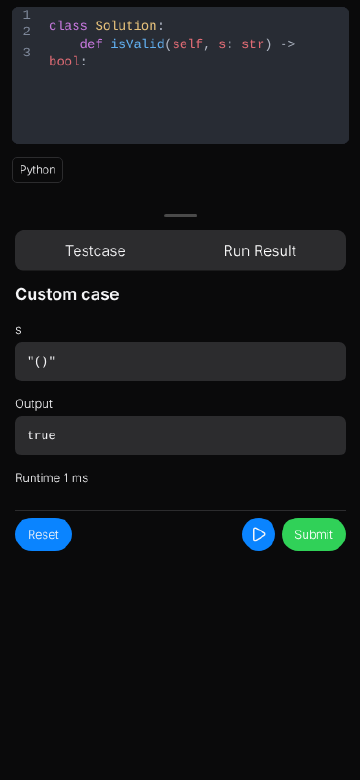 1
class Solution:
2
def isValid(self, s: str) ->
bool:
3
Python
Testcase Run Result
Custom case
s
"()"
Output
true
Runtime 1 ms
Reset Submit